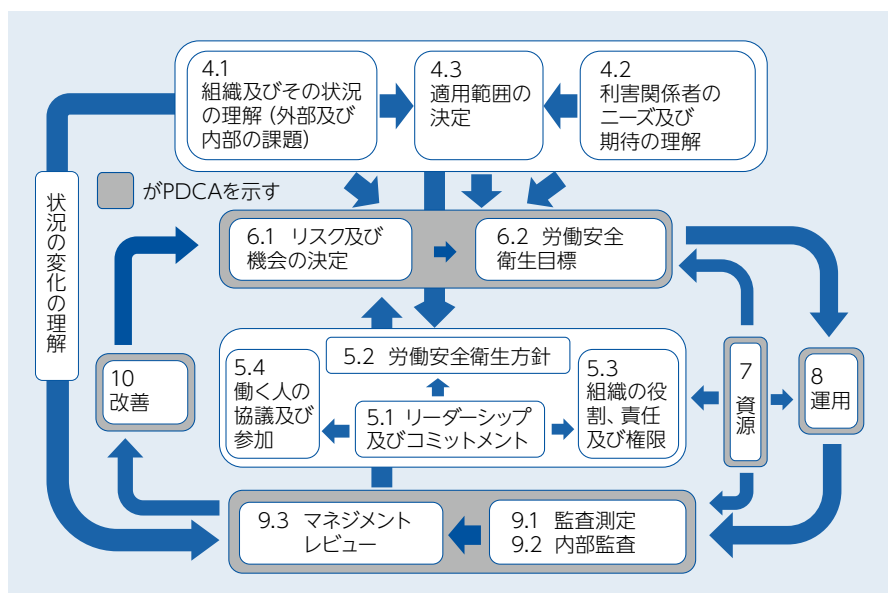 4.1
組織及びその状況
の理解（外部及び
内部の課題）
4.3
適用範囲の
決定
4.2
利害関係者の
ニーズ及び
期待の理解
がPDCAを示す
状況の変化の理解
6.1 リスク及び
機会の決定
6.2 労働安全
衛生目標
10
改善
5.4
働く人の
協議及び
参加
5.2 労働安全衛生方針
5.1 リーダーシップ
及びコミットメント
5.3
組織の役
割、責任
及び権限
7 資源
8
運用
9.3 マネジメント
レビュー
9.1 監査測定
9.2 内部監査